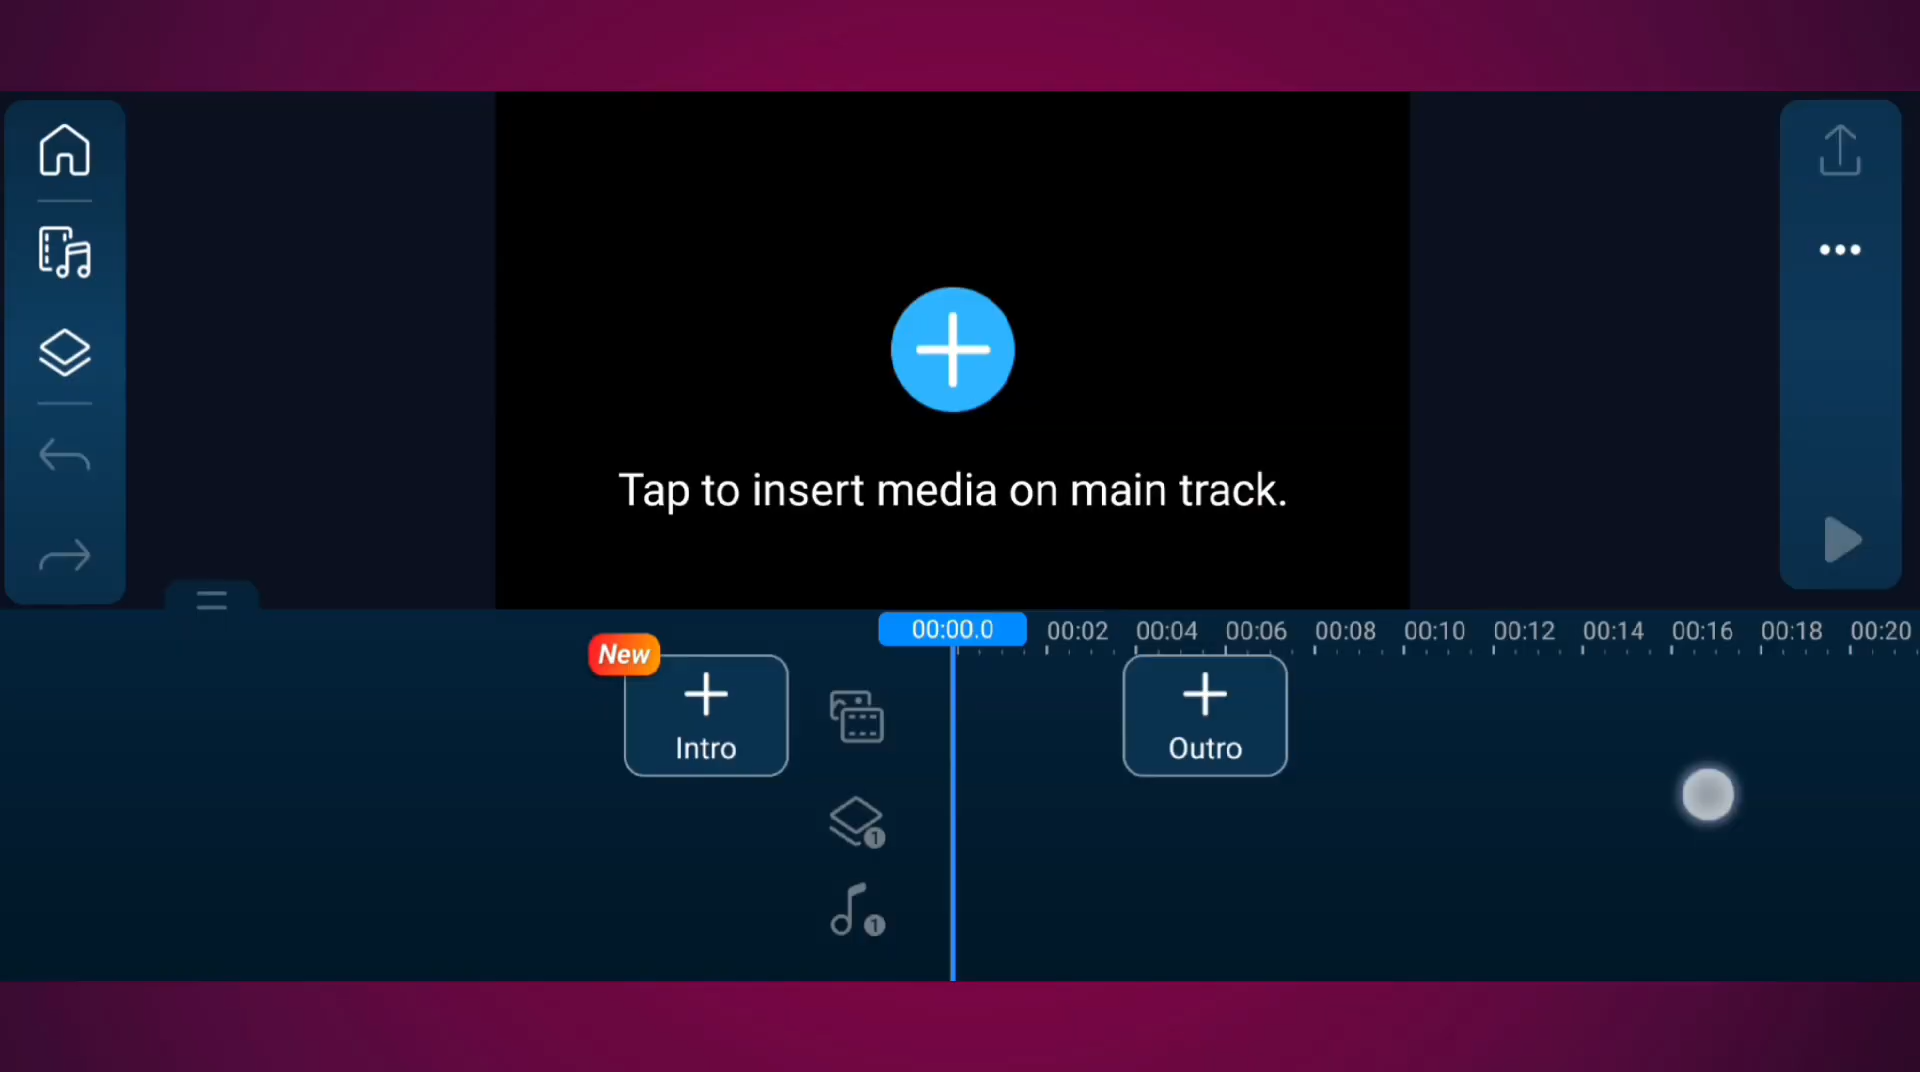 Tap to insert media on main track.
00:00.0 00:02 00:04 00:06 00:08 00:10 00:12 00:14 00:16 00:18 00:20
New
Intro
Outro
1
1